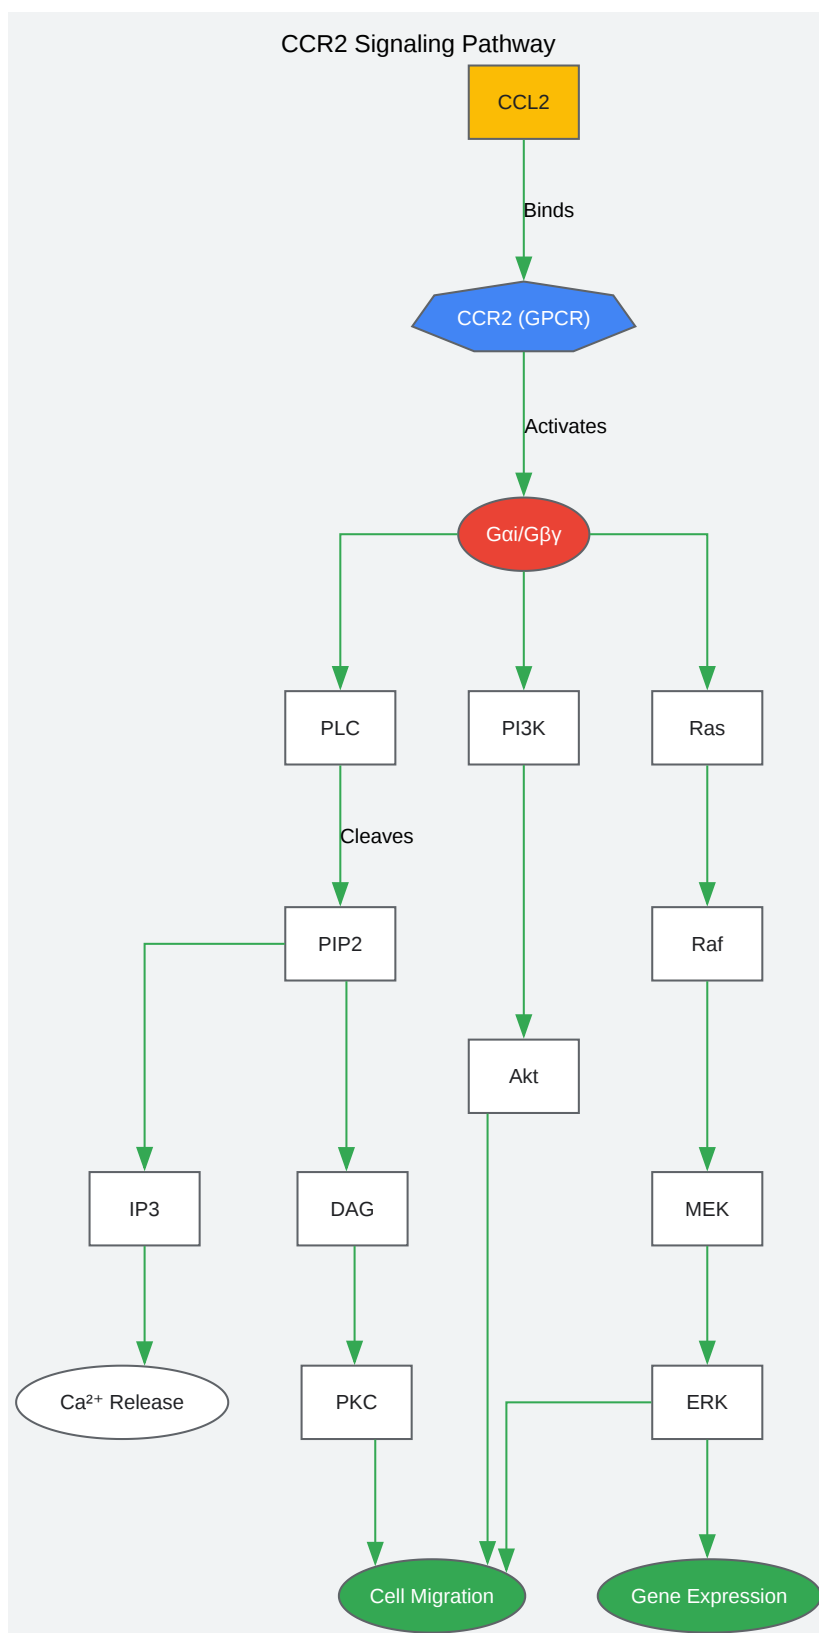 CCR2 Signaling Pathway
CCL2
Binds
CCR2 (GPCR)
Activates
Gαi/Gβγ
PLC
PI3K
Ras
Cleaves
PIP2
Raf
Akt
IP3
DAG
MEK
Ca²⁺ Release
PKC
ERK
Cell Migration
Gene Expression